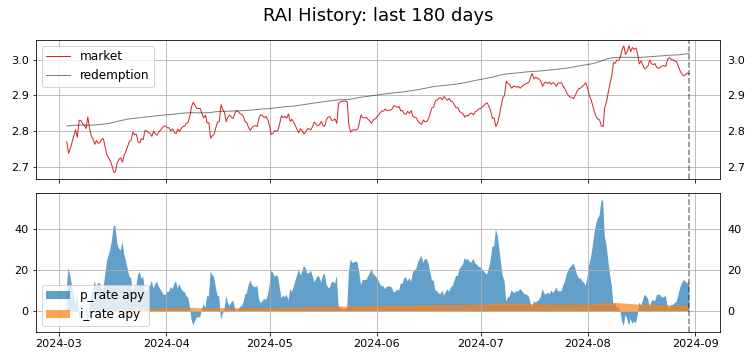 RAI History: last 180 days
market
redemption
3.0
2.9
2.8
2.7
3.0
2.9
2.8
2.7
40
20
0
40
20
0
p_rate apy
i_rate apy
2024-03 2024-04 2024-05 2024-06 2024-07 2024-08 2024-09